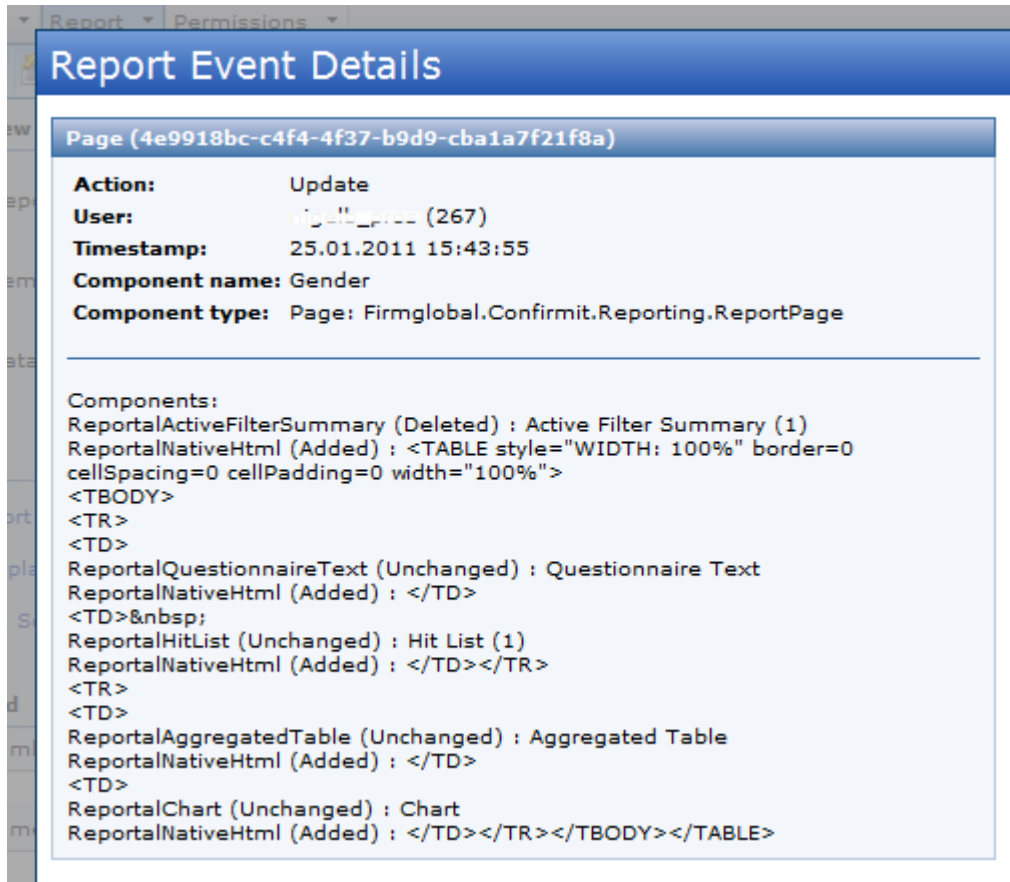 Report Permissions
Report Event Details
Page (4e9918bc-c4f4-4f37-b9d9-cba1a7f21f8a)
Action: Update
User: (267)
Timestamp: 25.01.2011 15:43:55
Component name: Gender
Component type: Page: Firmglobal.Confirmit.Reporting.ReportPage
Components:
ReportalActiveFilterSummary (Deleted) : Active Filter Summary (1)
ReportalNativeHtml (Added) : <TABLE style="WIDTH: 100%" border=0
cellSpacing=0 cellPadding=0 width="100%">
<TBODY>
<TR>
<TD>
ReportalQuestionnaireText (Unchanged) : Questionnaire Text
ReportalNativeHtml (Added) : </TD>
<TD>&nbsp;
ReportalHitList (Unchanged) : Hit List (1)
ReportalNativeHtml (Added) : </TD></TR>
<TR>
<TD>
ReportalAggregatedTable (Unchanged) : Aggregated Table
ReportalNativeHtml (Added) : </TD>
<TD>
ReportalChart (Unchanged) : Chart
ReportalNativeHtml (Added) : </TD></TR></TBODY></TABLE>